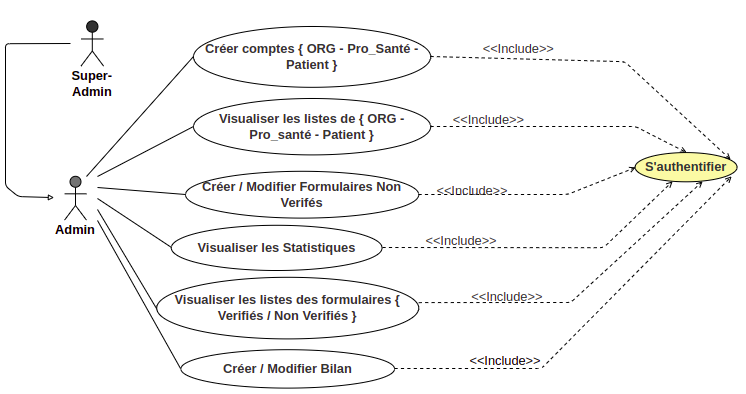 Super-
Admin
Admin
Créer comptes { ORG - Pro_Santé -
Patient }
<<Include>>
Visualiser les listes de { ORG -
Pro_santé - Patient }
<<Include>>
S'authentifier
Créer / Modifier Formulaires Non
Verifés
<<Include>>
Visualiser les Statistiques
<<Include>>
Visualiser les listes des formulaires {
Verifiés / Non Verifiés }
<<Include>>
Créer / Modifier Bilan
<<Include>>